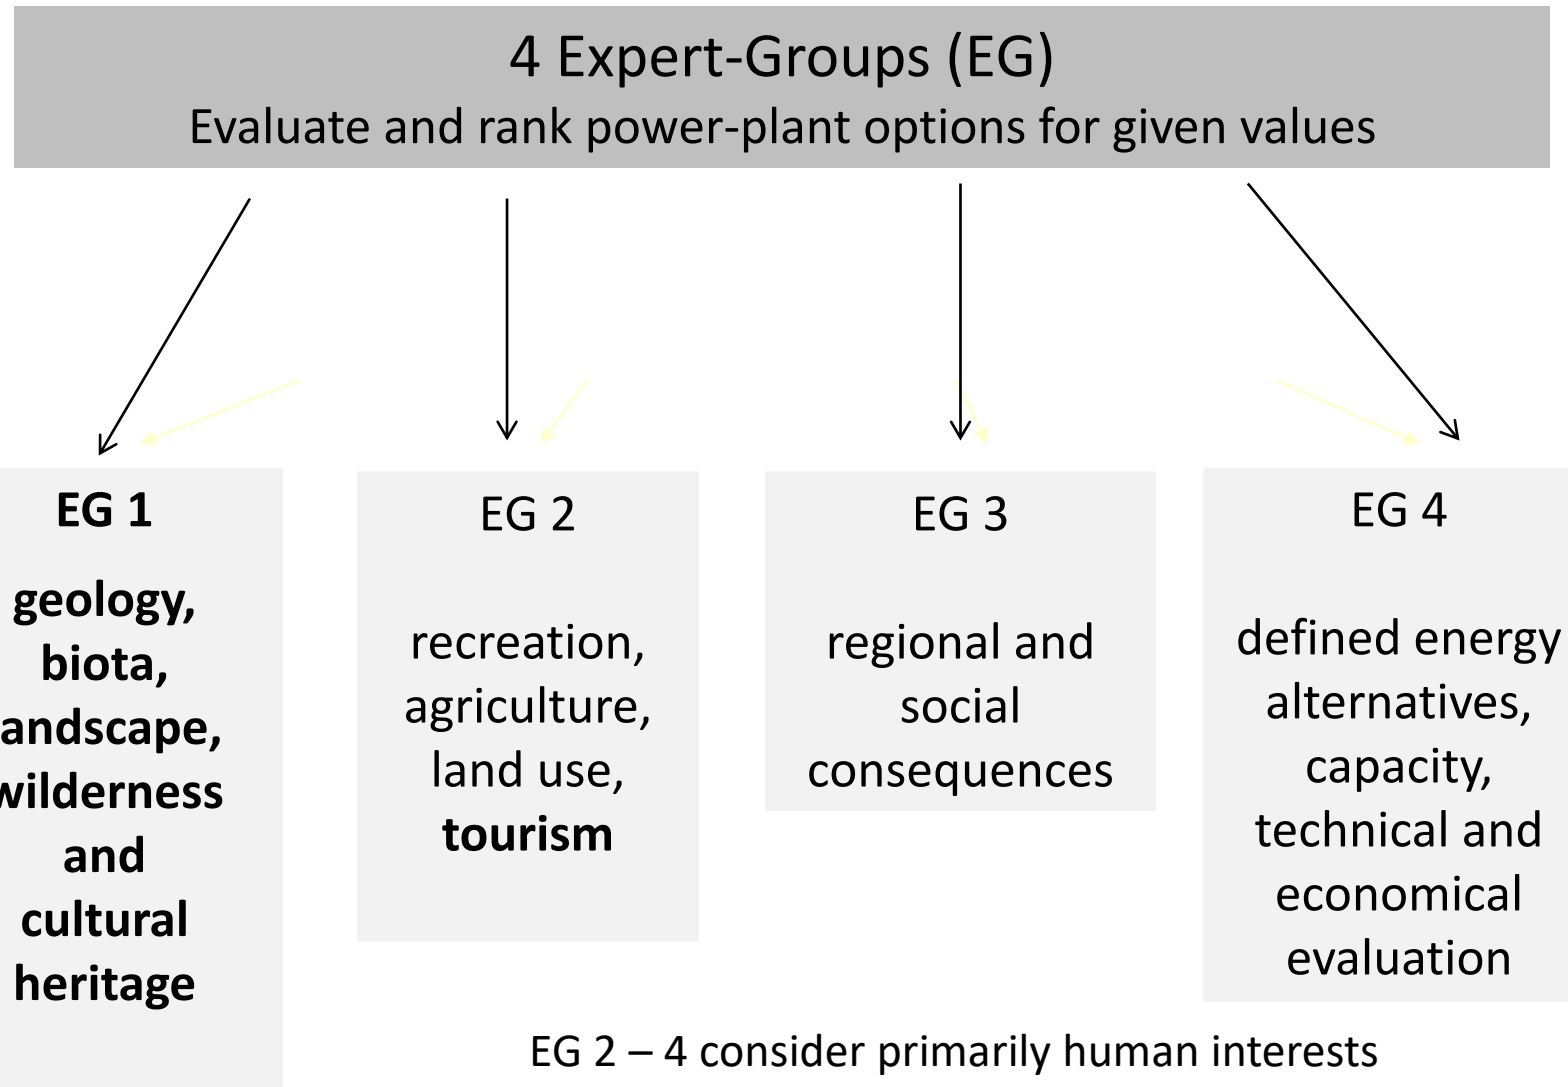 4 Expert-Groups (EG)
Evaluate and rank power-plant options for given values
EG 1
geology,
biota,
andscape,
wilderness
and
cultural
heritage
EG 2
recreation,
agriculture,
land use,
tourism
EG 3
regional and
social
consequences
EG 4
defined energy
alternatives,
capacity,
technical and
economical
evaluation
EG 2 – 4 consider primarily human interests